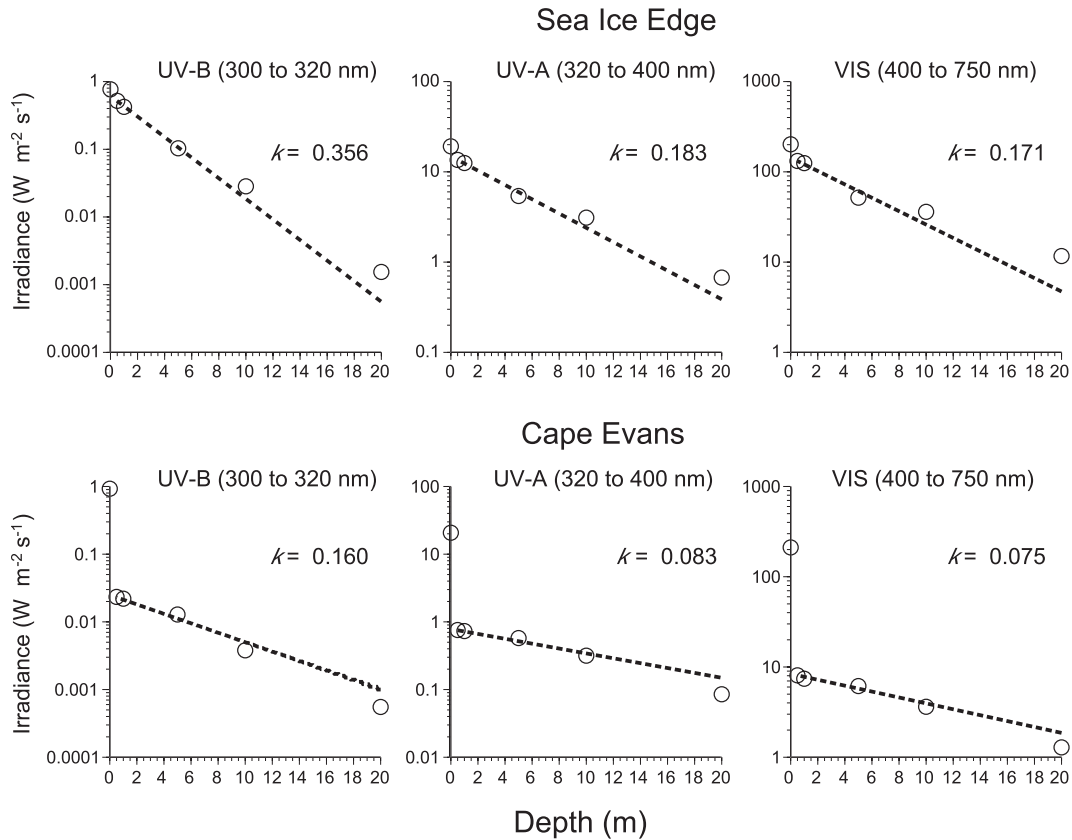 Sea Ice Edge
UV-B (300 to 320 nm)
UV-A (320 to 400 nm)
VIS (400 to 750 nm)
Irradiance (W m-2 s-1)
1
0.1
0.01
0.001
0.0001
k = 0.356
0 2 4 6 8 10 12 14 16 18 20
100
10
1
0.1
k = 0.183
0 2 4 6 8 10 12 14 16 18 20
1000
100
10
1
k = 0.171
0 2 4 6 8 10 12 14 16 18 20
Cape Evans
UV-B (300 to 320 nm)
UV-A (320 to 400 nm)
VIS (400 to 750 nm)
Irradiance (W m-2 s-1)
1
0.1
0.01
0.001
0.0001
k = 0.160
0 2 4 6 8 10 12 14 16 18 20
100
10
1
0.1
0.01
k = 0.083
0 2 4 6 8 10 12 14 16 18 20
1000
100
10
1
k = 0.075
0 2 4 6 8 10 12 14 16 18 20
Depth (m)